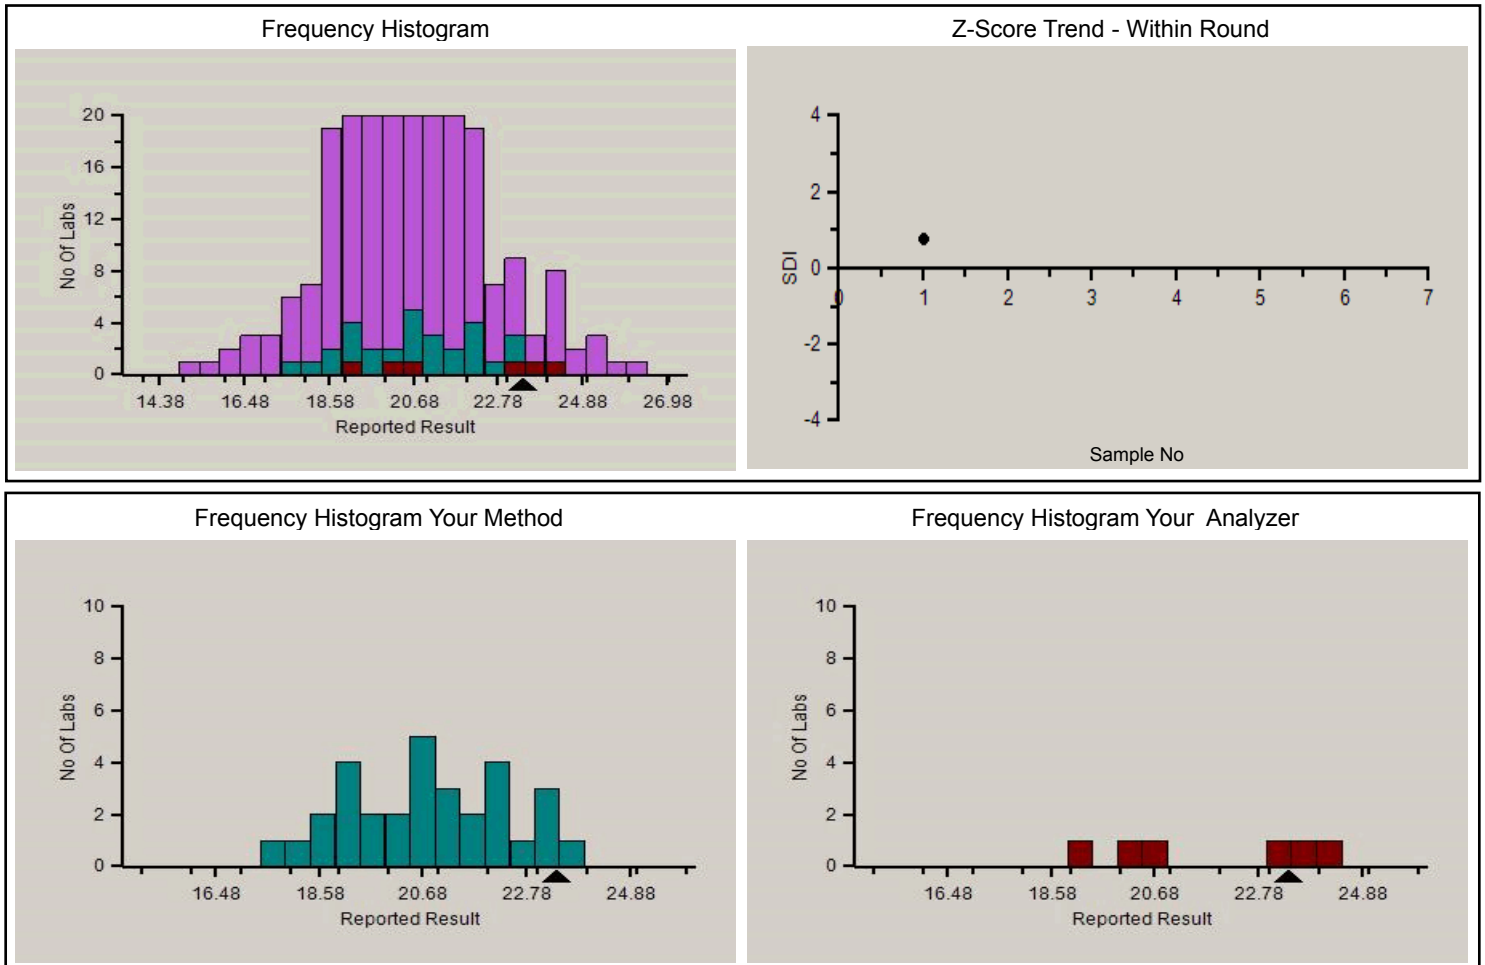 Frequency Histogram
20
16
12
8
4
0
No Of Labs
14.38 16.48 18.58 20.68 22.78 24.88 26.98
Reported Result
Z-Score Trend - Within Round
4
2
0
-2
-4
SDI
0 1 2 3 4 5 6 7
Sample No
Frequency Histogram Your Method
10
8
6
4
2
0
No Of Labs
16.48 18.58 20.68 22.78 24.88
Reported Result
Frequency Histogram Your Analyzer
10
8
6
4
2
0
No Of Labs
16.48 18.58 20.68 22.78 24.88
Reported Result